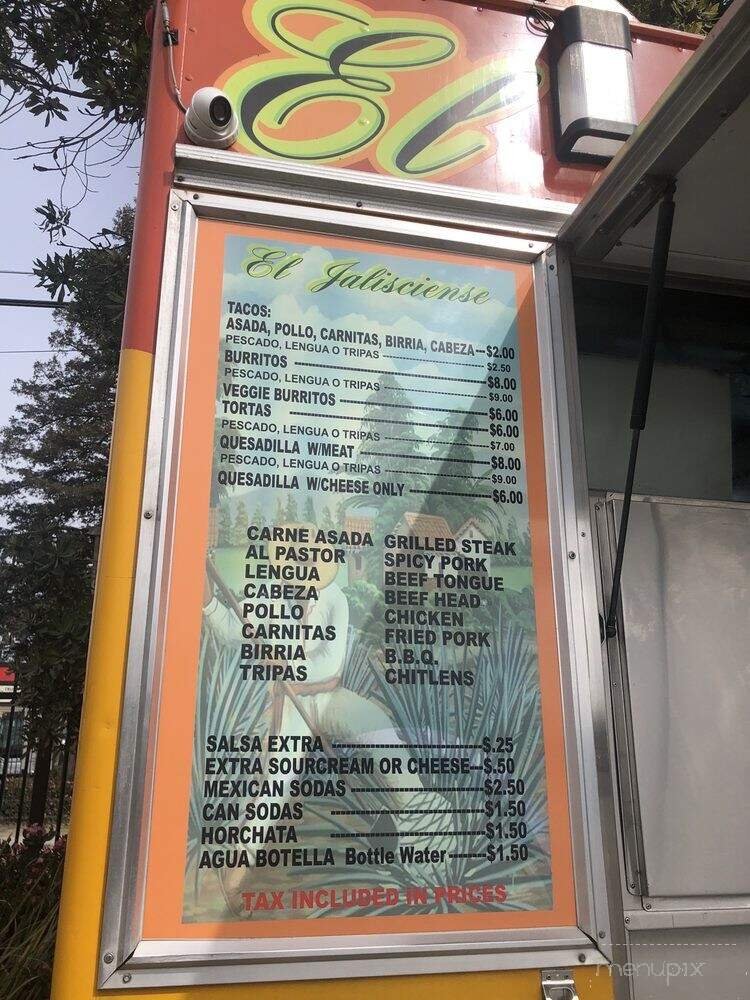 El
El Jalisciense
TACOS:
ASADA, POLLO, CARNITAS, BIRRIA, CABEZA---$2.00
PESCADO, LENGUA O TRIPAS ---------------------- $2.50
BURRITOS ---------------------------------------- $8.00
PESCADO, LENGUA O TRIPAS ---------------------- $9.00
VEGGIE BURRITOS -------------------------------- $6.00
TORTAS ---------------------------------------- $6.00
PESCADO, LENGUA O TRIPAS ---------------------- $7.00
QUESADILLA W/MEAT ---------------------------- $8.00
PESCADO, LENGUA O TRIPAS ---------------------- $9.00
QUESADILLA W/CHEESE ONLY -------------------- $6.00
CARNE ASADA GRILLED STEAK
AL PASTOR SPICY PORK
LENGUA BEEF TONGUE
CABEZA BEEF HEAD
POLLO CHICKEN
CARNITAS FRIED PORK
BIRRIA B.B.Q.
TRIPAS CHITLENS
SALSA EXTRA -----------------------------$.25
EXTRA SOURCREAM OR CHEESE---$.50
MEXICAN SODAS -------------------------$2.50
CAN SODAS -----------------------------$1.50
HORCHATA -----------------------------$1.50
AGUA BOTELLA Bottle Water-------$1.50
TAX INCLUDED IN PRICES
menupix